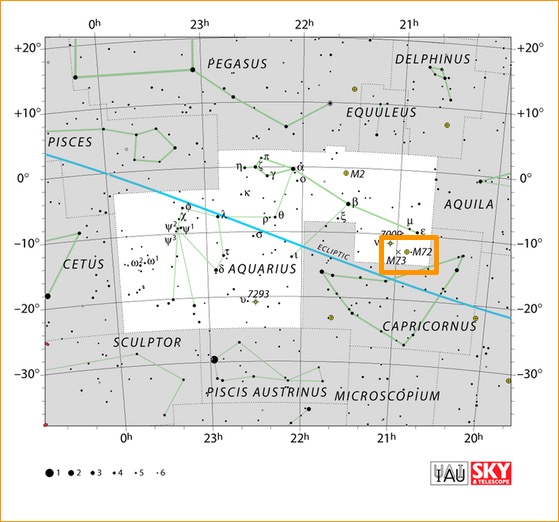 0h 23h 22h 21h
+20° +20°
PEGASUS DELPHINUS
+10° EQUULEUS +10°
PISCES
η ζ π γ α ο M2
0° 0°
κ β ξ AQUILA
φ χ λ ρ θ μ ε
ψ² ψ¹ ψ³ σ ν 7009
-10° -10°
ECLIPTIC M72
CETUS ω² ω¹ τ δ AQUARIUS ι M73
υ 7293
-20° -20°
CAPRICORNUS
SCULPTOR
-30° -30°
PISCIS AUSTRINUS MICROSCOPIUM
0h 23h 22h 21h 20h
1 2 3 4 5 6
IAU SKY
& TELESCOPE